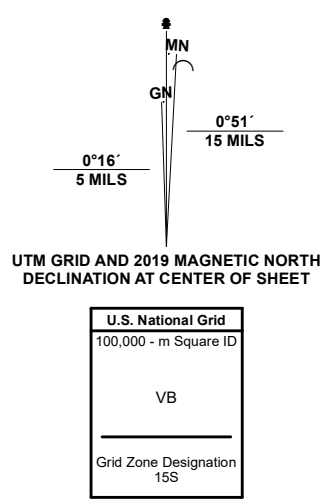 MN
GN
0°51´
15 MILS
0°16´
5 MILS
UTM GRID AND 2019 MAGNETIC NORTH
DECLINATION AT CENTER OF SHEET
U.S. National Grid
100,000 - m Square ID
VB
Grid Zone Designation
15S